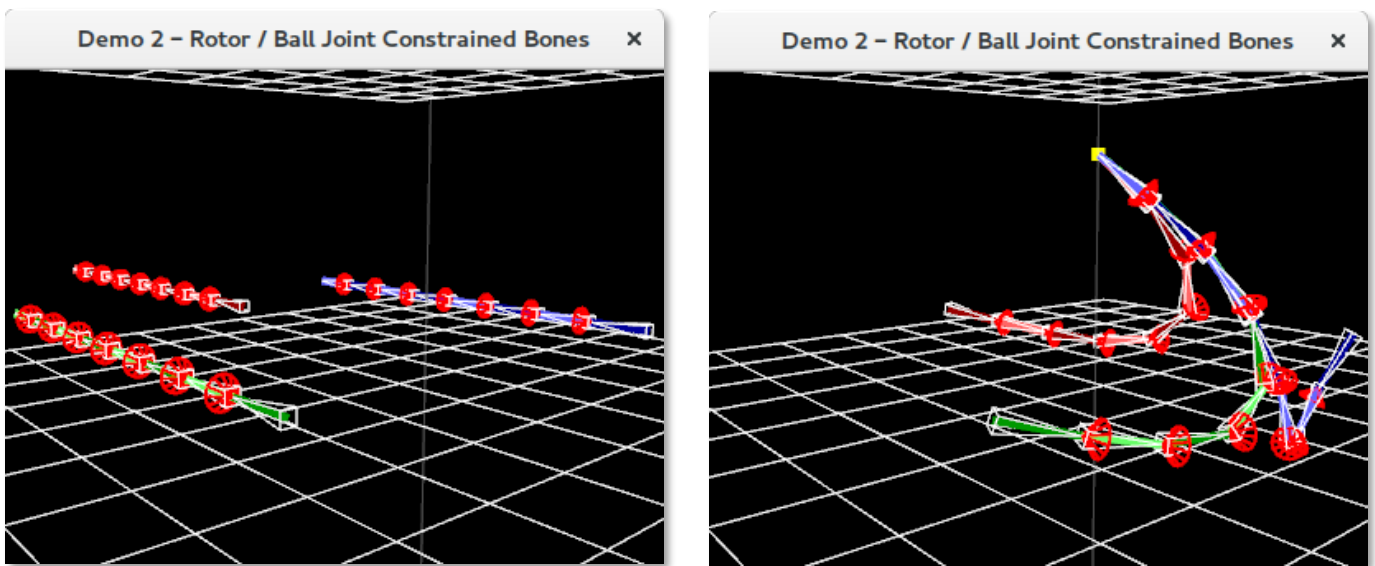 Demo 2 – Rotor / Ball Joint Constrained Bones ×
Demo 2 – Rotor / Ball Joint Constrained Bones ×